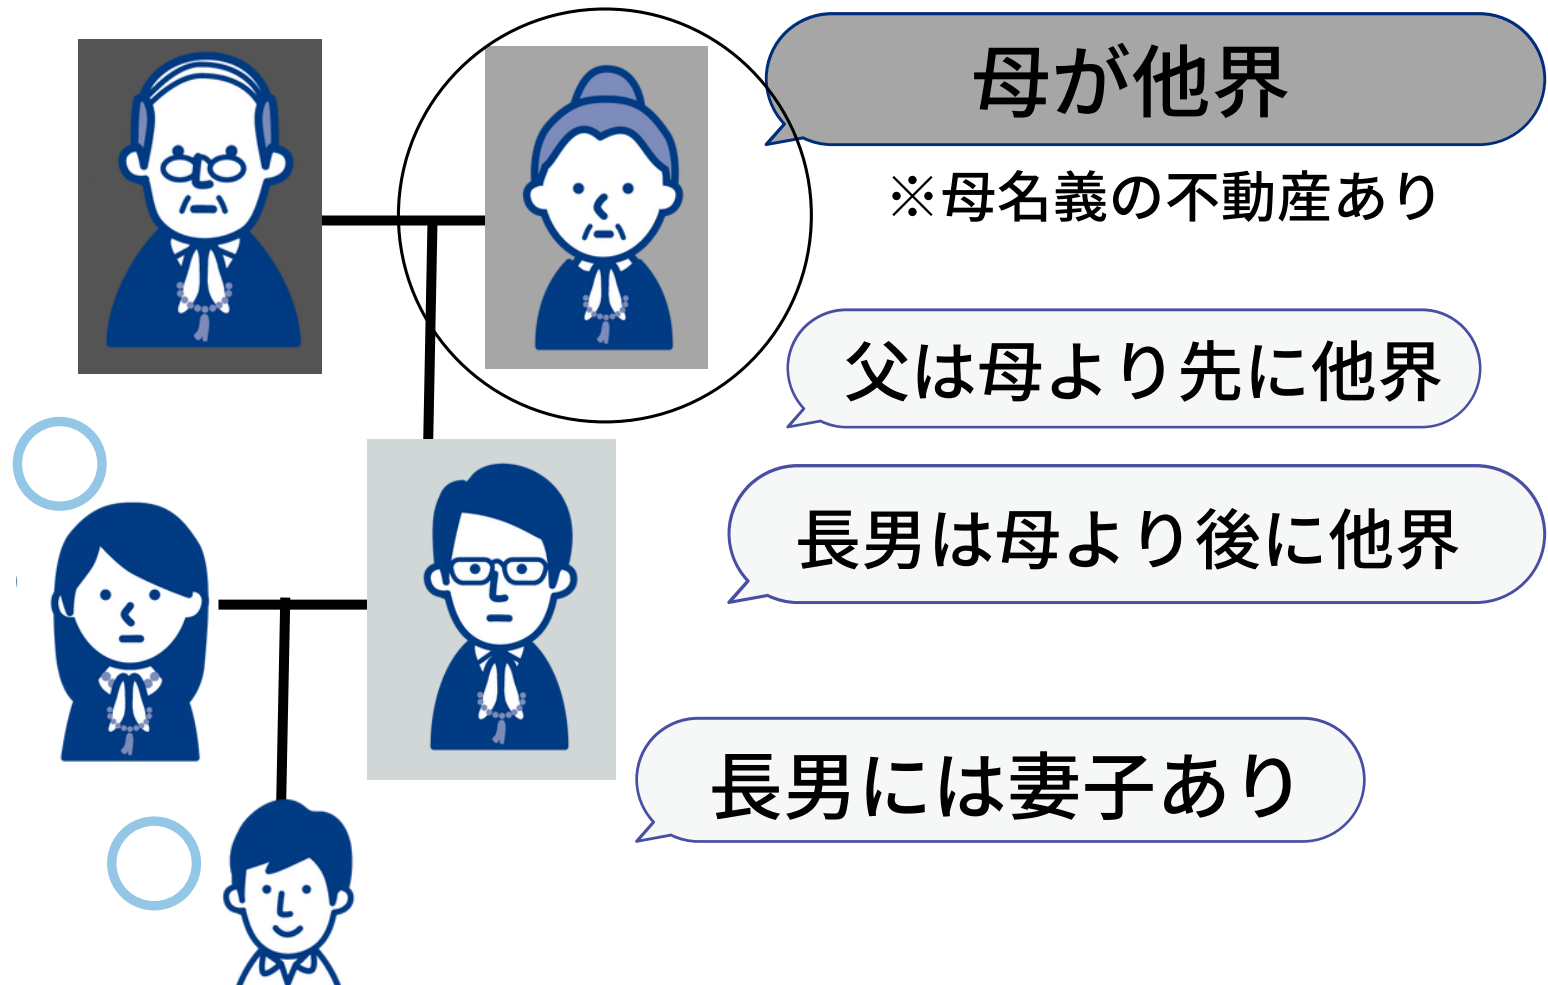 母が他界
※母名義の不動産あり
父は母より先に他界
長男は母より後に他界
長男には妻子あり